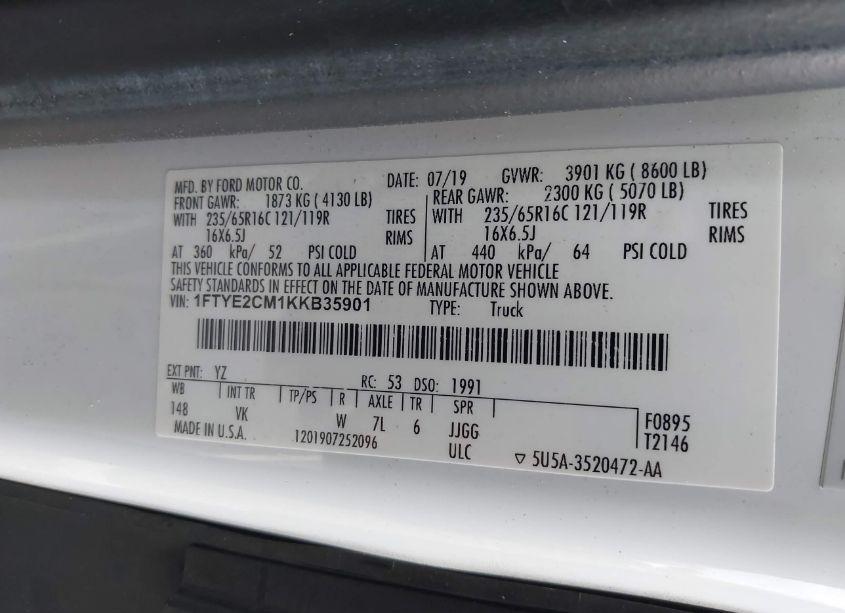 MFD. BY FORD MOTOR CO. DATE: 07/19 GVWR: 3901 KG ( 8600 LB)
FRONT GAWR: 1873 KG ( 4130 LB) REAR GAWR: 2300 KG ( 5070 LB)
WITH 235/65R16C 121/119R TIRES WITH 235/65R16C 121/119R TIRES
16X6.5J RIMS 16X6.5J RIMS
AT 360 kPa/ 52 PSI COLD AT 440 kPa/ 64 PSI COLD
THIS VEHICLE CONFORMS TO ALL APPLICABLE FEDERAL MOTOR VEHICLE
SAFETY STANDARDS IN EFFECT ON THE DATE OF MANUFACTURE SHOWN ABOVE.
VIN: 1FTYE2CM1KKB35901 TYPE: Truck
EXT PNT: YZ RC: 53 DSO: 1991
WB INT TR TP/PS R AXLE TR SPR
148 VK W 7L 6 JJGG F0895
MADE IN U.S.A. 1201907252096 ULC T2146
▽ 5U5A-3520472-AA